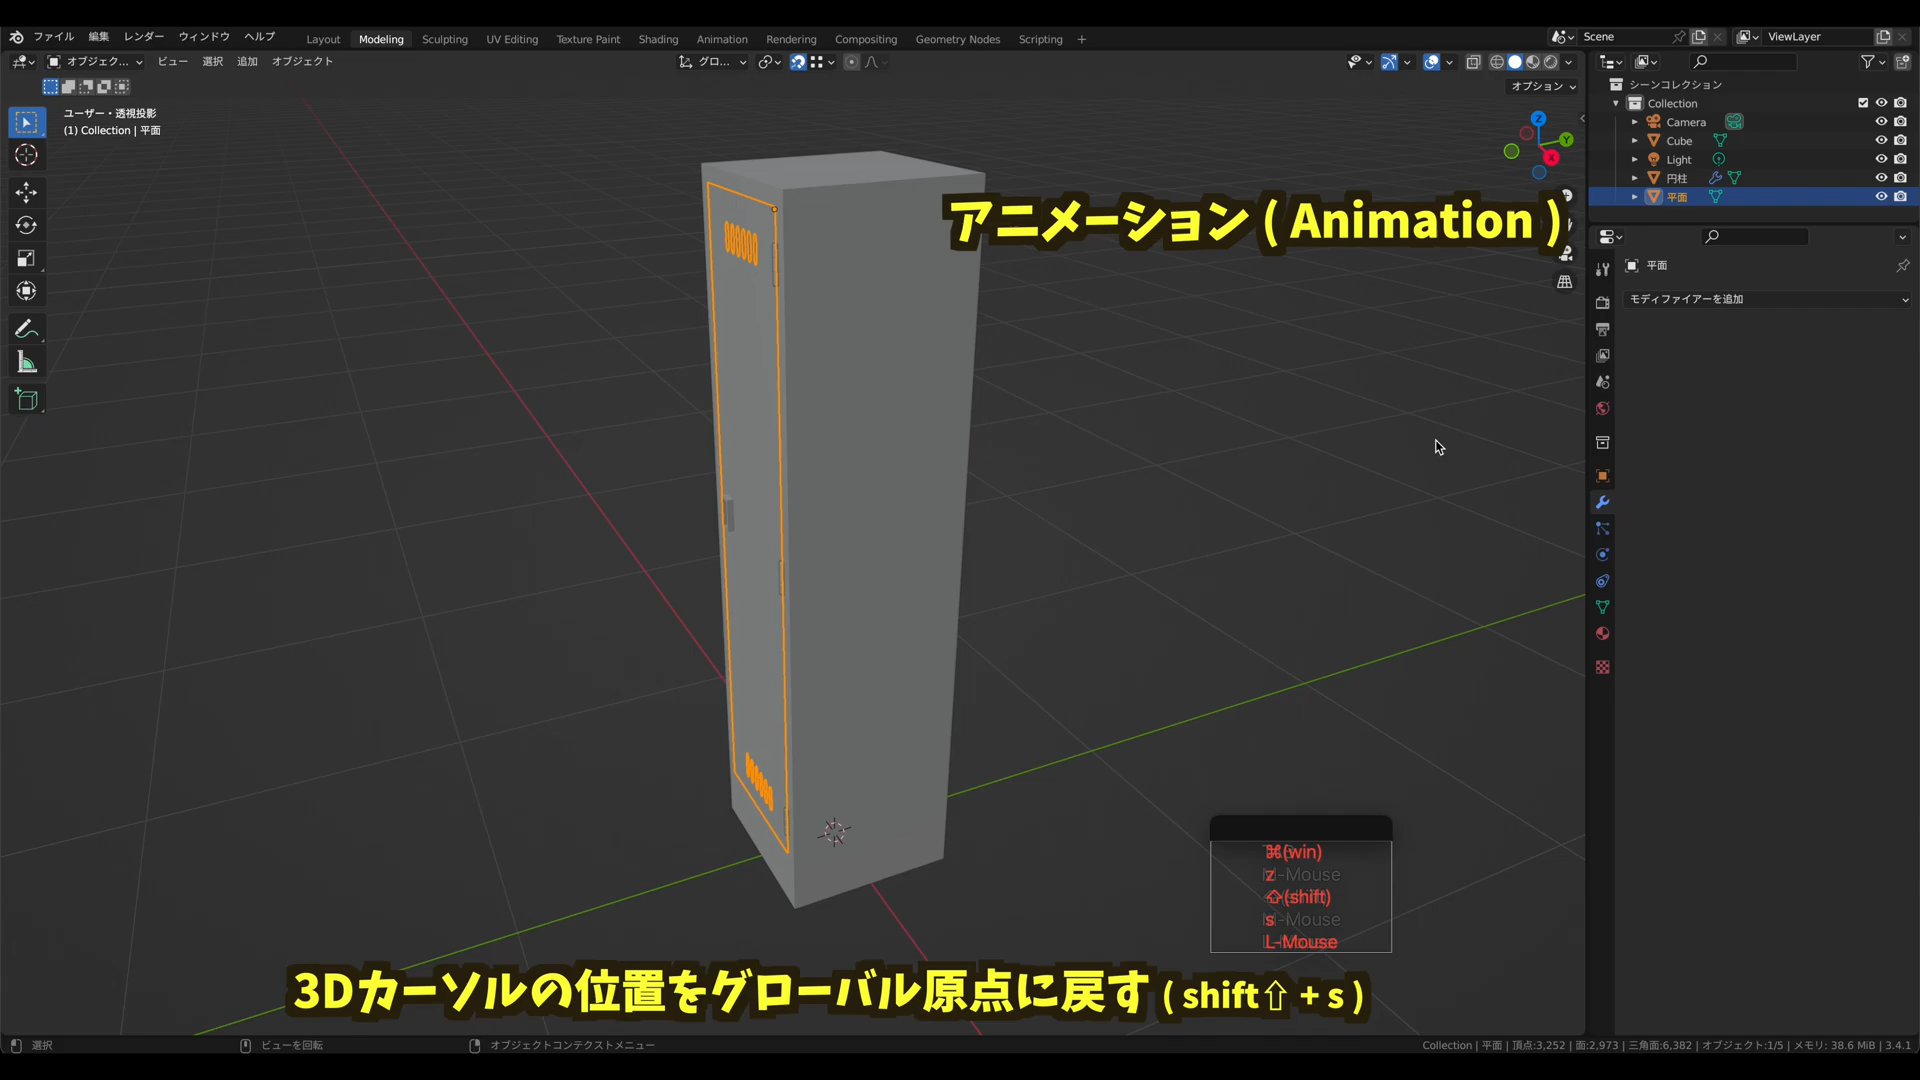 ファイル 編集 レンダー ウィンドウ ヘルプ Layout Modeling Sculpting UV Editing Texture Paint Shading Animation Rendering Compositing Geometry Nodes Scripting + Scene ViewLayer
オブジェク... ビュー 選択 追加 オブジェクト グロ...
オプション
ユーザー・透視投影
(1) Collection | 平面
シーンコレクション
Collection
Camera
Cube
Light
円柱
平面
Z
Y
X
アニメーション ( Animation )
平面
モディファイアーを追加
⌘(win)
z
⇧(shift)
s
L-Mouse
3Dカーソルの位置をグローバル原点に戻す ( shift⇧ + s )
選択 ビューを回転 オブジェクトコンテクストメニュー Collection | 平面 | 頂点:3,252 | 面:2,973 | 三角面:6,382 | オブジェクト:1/5 | メモリ: 38.6 MiB | 3.4.1